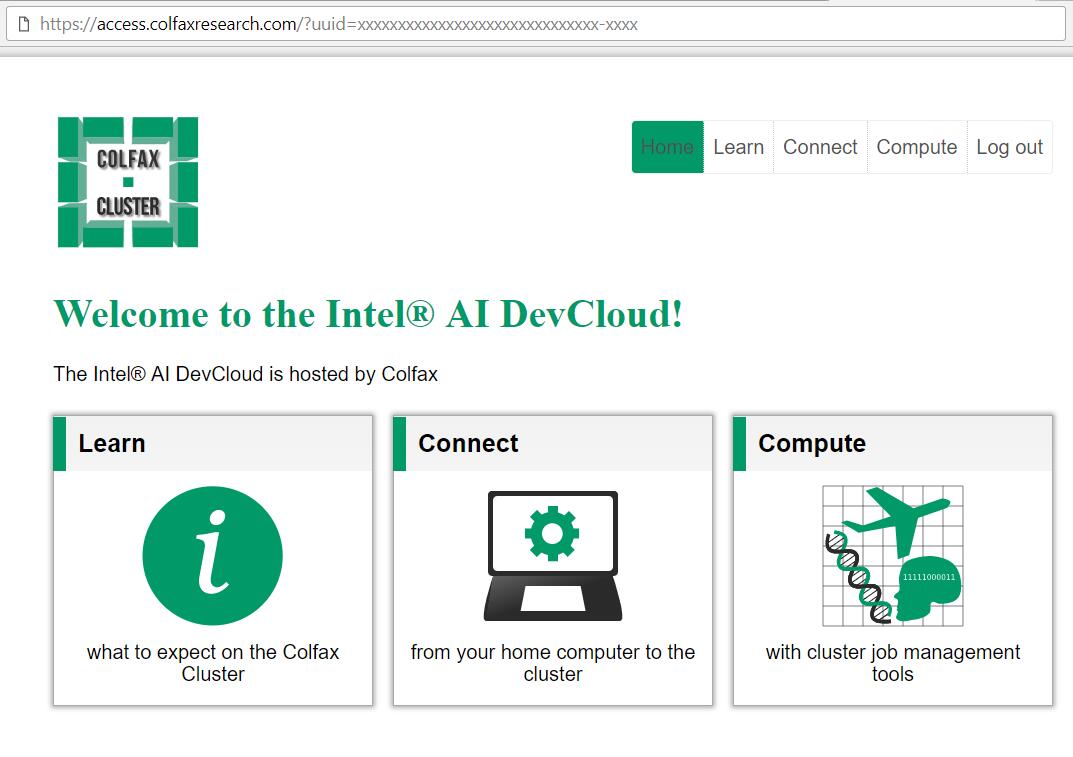 https://access.colfaxresearch.com/?uuid=xxxxxxxxxxxxxxxxxxxxxxxxxxxxxx-xxxx
COLFAX
CLUSTER
Home Learn Connect Compute Log out
Welcome to the Intel® AI DevCloud!
The Intel® AI DevCloud is hosted by Colfax
Learn
i
what to expect on the Colfax
Cluster
Connect
from your home computer to the
cluster
Compute
11111000011
with cluster job management
tools